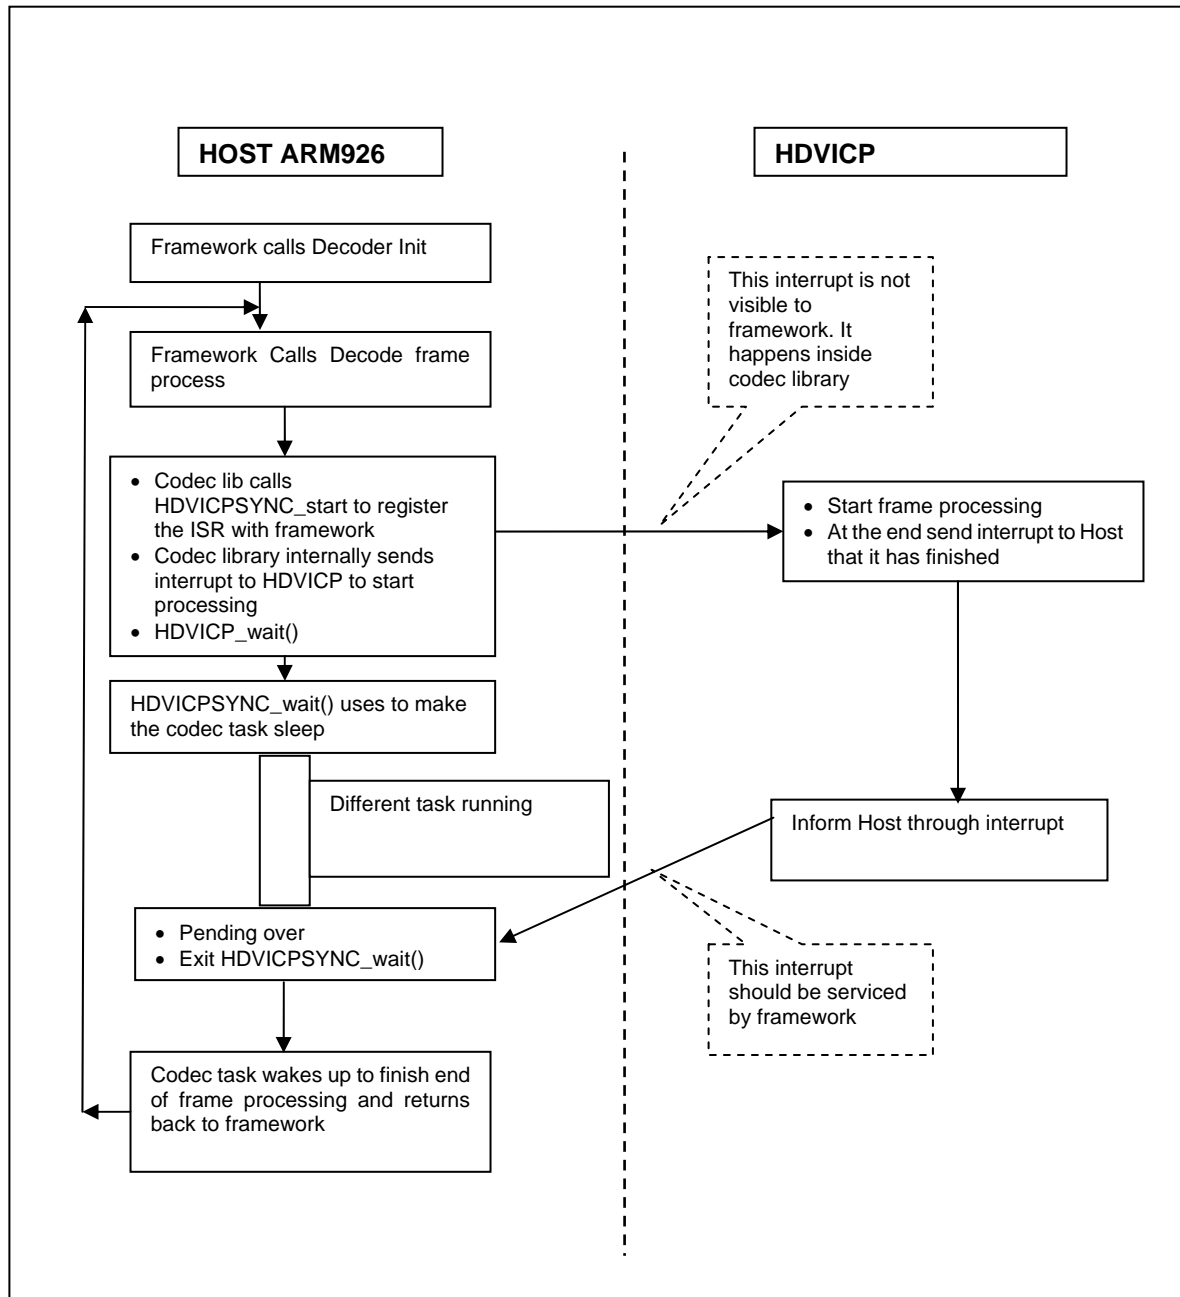 HOST ARM926
HDVICP
Framework calls Decoder Init
This interrupt is not
visible to
framework. It
happens inside
codec library
Framework Calls Decode frame
process
• Codec lib calls
HDVICPSYNC_start to register
the ISR with framework
• Codec library internally sends
interrupt to HDVICP to start
processing
• HDVICP_wait()
• Start frame processing
• At the end send interrupt to Host
that it has finished
HDVICPSYNC_wait() uses to make
the codec task sleep
Different task running
Inform Host through interrupt
• Pending over
• Exit HDVICPSYNC_wait()
This interrupt
should be serviced
by framework
Codec task wakes up to finish end
of frame processing and returns
back to framework